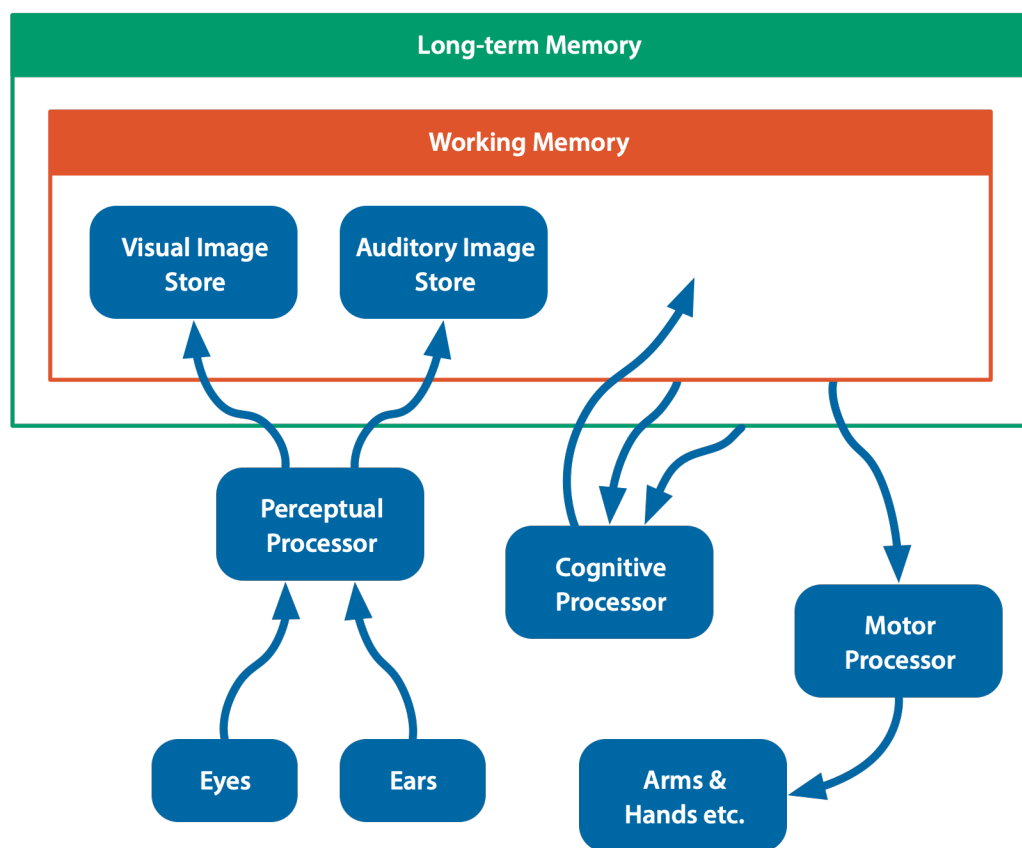 Long-term Memory
Working Memory
Visual Image
Store
Auditory Image
Store
Perceptual
Processor
Cognitive
Processor
Motor
Processor
Eyes
Ears
Arms &
Hands etc.